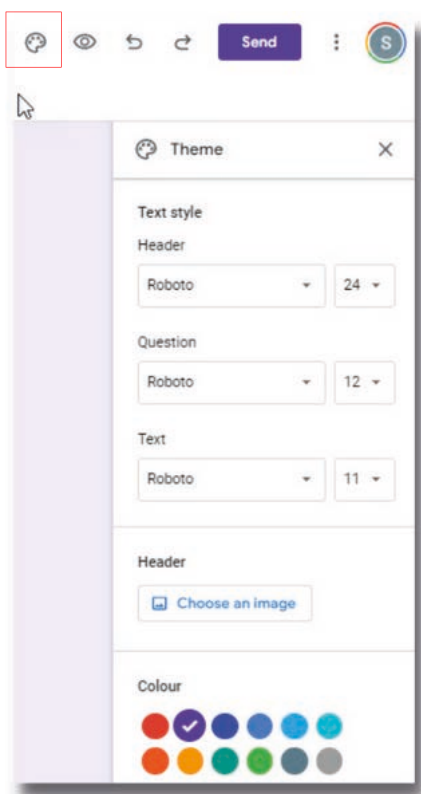 Send
S
Theme
Text style
Header
Roboto 24
Question
Roboto 12
Text
Roboto 11
Header
Choose an image
Colour